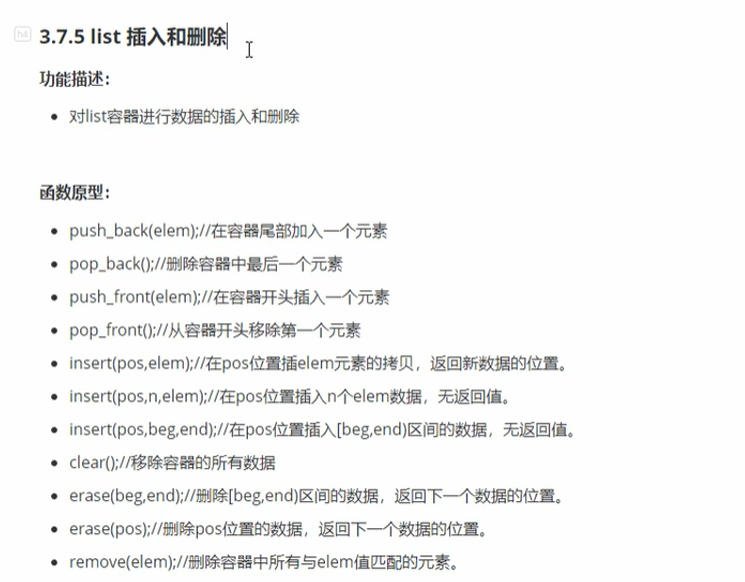 h4
3.7.5 list 插入和删除
功能描述：
• 对list容器进行数据的插入和删除
函数原型：
• push_back(elem);//在容器尾部加入一个元素
• pop_back();//删除容器中最后一个元素
• push_front(elem);//在容器开头插入一个元素
• pop_front();//从容器开头移除第一个元素
• insert(pos,elem);//在pos位置插elem元素的拷贝，返回新数据的位置。
• insert(pos,n,elem);//在pos位置插入n个elem数据，无返回值。
• insert(pos,beg,end);//在pos位置插入[beg,end)区间的数据，无返回值。
• clear();//移除容器的所有数据
• erase(beg,end);//删除[beg,end)区间的数据，返回下一个数据的位置。
• erase(pos);//删除pos位置的数据，返回下一个数据的位置。
• remove(elem);//删除容器中所有与elem值匹配的元素。